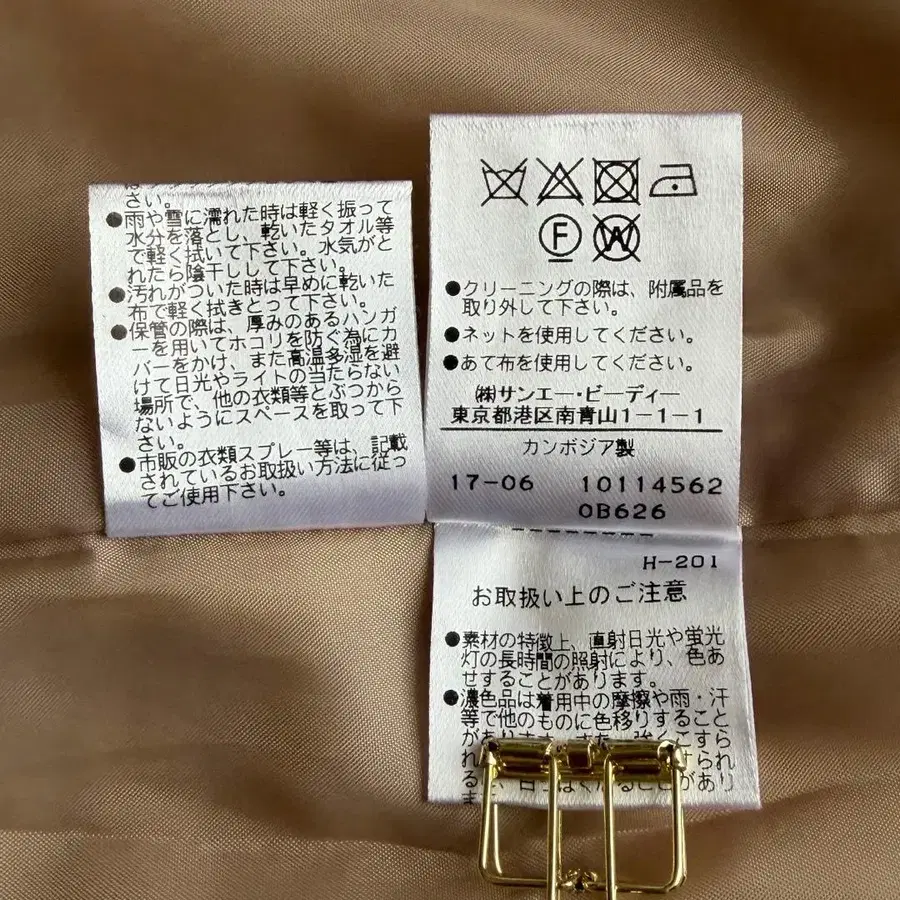 さい。
●雨や雪に濡れた時は軽く振って
水分を落とし、乾いたタオル等
で軽く拭いて下さい。水気がと
れたら陰干しして下さい。
●汚れがついた時は早めに乾いた
布で軽く拭きとって下さい。
●保管の際は、厚みのあるハンガ
ーを用いてホコリを防ぐ為にカ
バーをかけ、また高温多湿を避
けて日光やライトの当たらない
場所で、他の衣類等とぶつから
ないようにスペースを取って下
さい。
●市販の衣類スプレー等は、記載
されているお取扱い方法に従っ
てご使用下さい。
F W
●クリーニングの際は、附属品を
取り外して下さい。
●ネットを使用してください。
●あて布を使用してください。
㈱サンエー・ビーディー
東京都港区南青山1-1-1
カンボジア製
17-06 10114562
0B626
H-201
お取扱い上のご注意
●素材の特徴上、直射日光や蛍光
灯の長時間の照射により、色あ
せすることがあります。
●濃色品は着用中の摩擦や雨・汗
等で他のものに色移りすること
があります。また、強くこすら